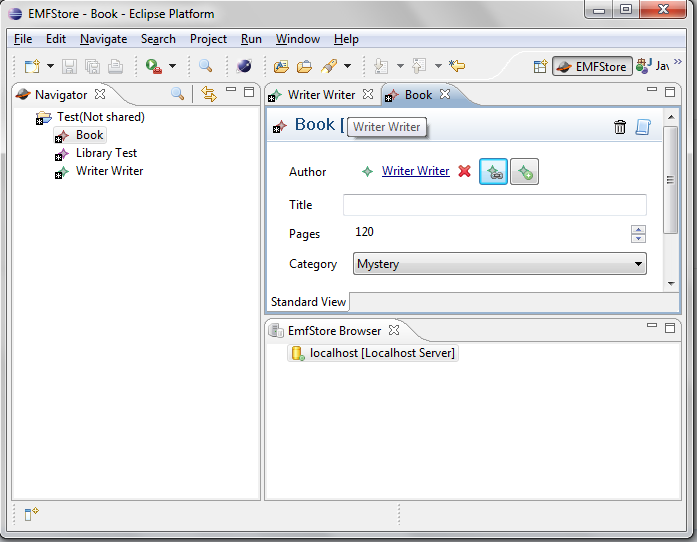 EMFStore - Book - Eclipse Platform
File Edit Navigate Search Project Run Window Help
EMFStore Jav
Navigator
Test(Not shared)
Book
Library Test
Writer Writer
Writer Writer Book
Book [
Writer Writer
Author Writer Writer
Title
Pages 120
Category Mystery
Standard View
EmfStore Browser
localhost [Localhost Server]